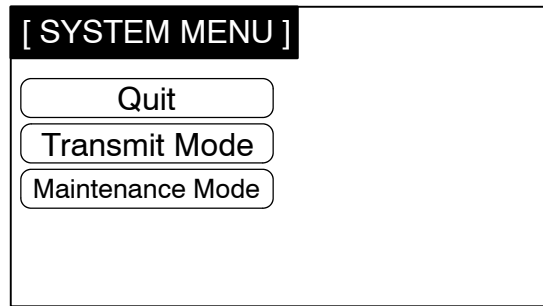 [ SYSTEM MENU ]
Quit
Transmit Mode
Maintenance Mode